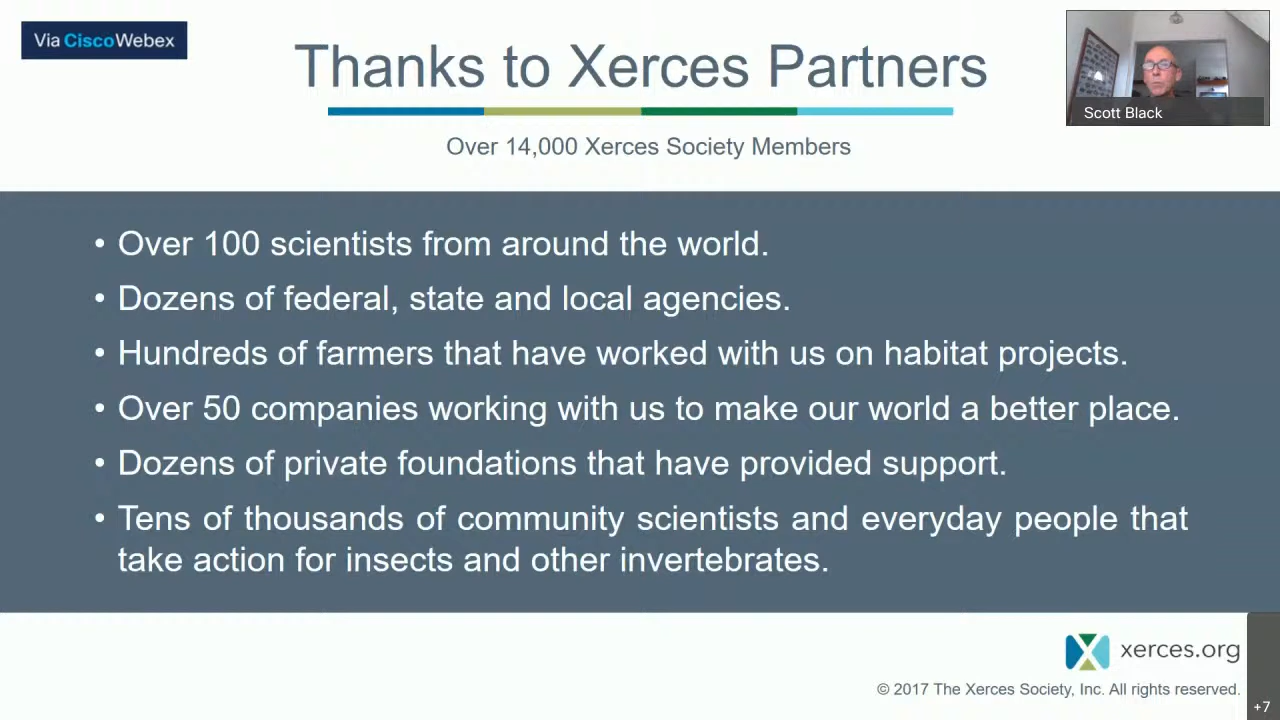 Via CiscoWebex
Thanks to Xerces Partners
Scott Black
Over 14,000 Xerces Society Members
• Over 100 scientists from around the world.
• Dozens of federal, state and local agencies.
• Hundreds of farmers that have worked with us on habitat projects.
• Over 50 companies working with us to make our world a better place.
• Dozens of private foundations that have provided support.
• Tens of thousands of community scientists and everyday people that
take action for insects and other invertebrates.
xerces.org
© 2017 The Xerces Society, Inc. All rights reserved.
+7